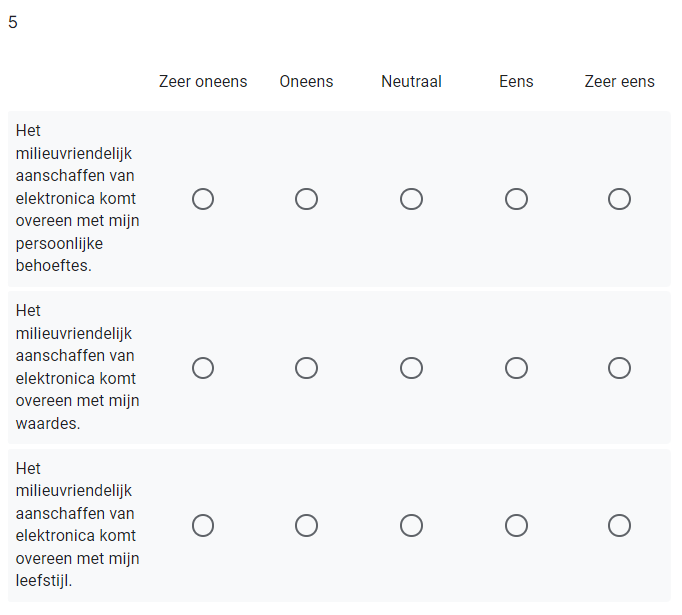 5
Zeer oneens Oneens Neutraal Eens Zeer eens
Het
milieuvriendelijk
aanschaffen van
elektronica komt
overeen met mijn
persoonlijke
behoeftes.
Het
milieuvriendelijk
aanschaffen van
elektronica komt
overeen met mijn
waardes.
Het
milieuvriendelijk
aanschaffen van
elektronica komt
overeen met mijn
leefstijl.